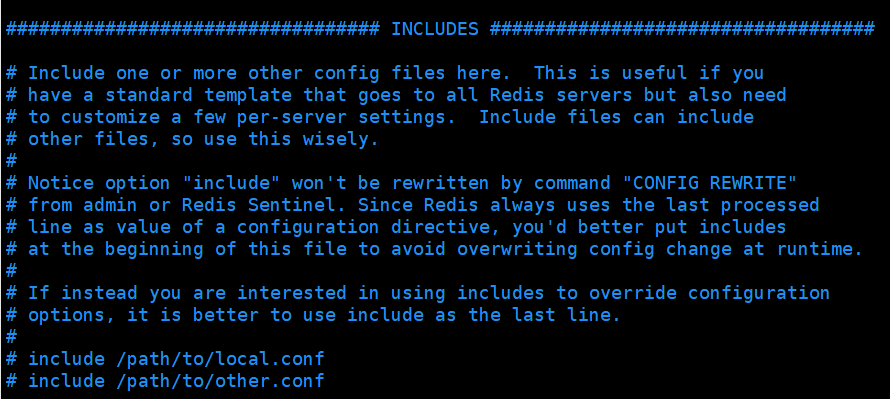 ################################## INCLUDES ###################################

# Include one or more other config files here.  This is useful if you
# have a standard template that goes to all Redis servers but also need
# to customize a few per-server settings.  Include files can include
# other files, so use this wisely.
#
# Notice option "include" won't be rewritten by command "CONFIG REWRITE"
# from admin or Redis Sentinel. Since Redis always uses the last processed
# line as value of a configuration directive, you'd better put includes
# at the beginning of this file to avoid overwriting config change at runtime.
#
# If instead you are interested in using includes to override configuration
# options, it is better to use include as the last line.
#
# include /path/to/local.conf
# include /path/to/other.conf